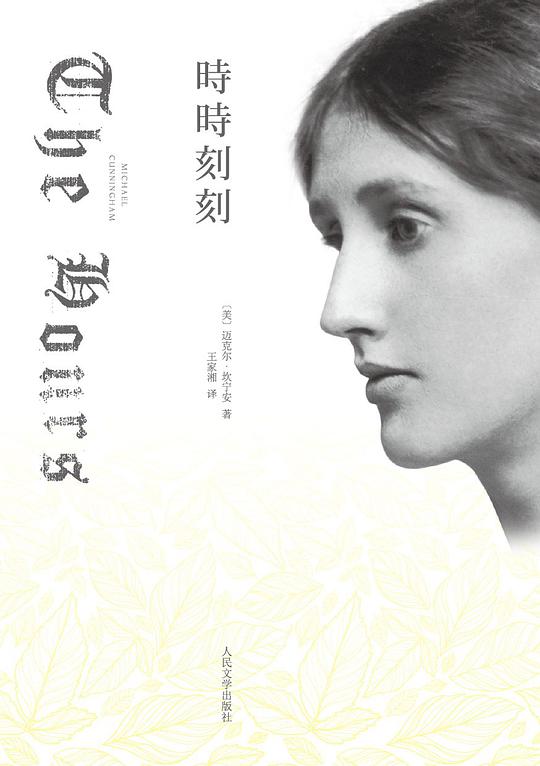 The Hours
MICHAEL
CUNNINGHAM
時時刻刻
〔美〕迈克尔·坎宁安 著
王家湘 译
人民文学出版社